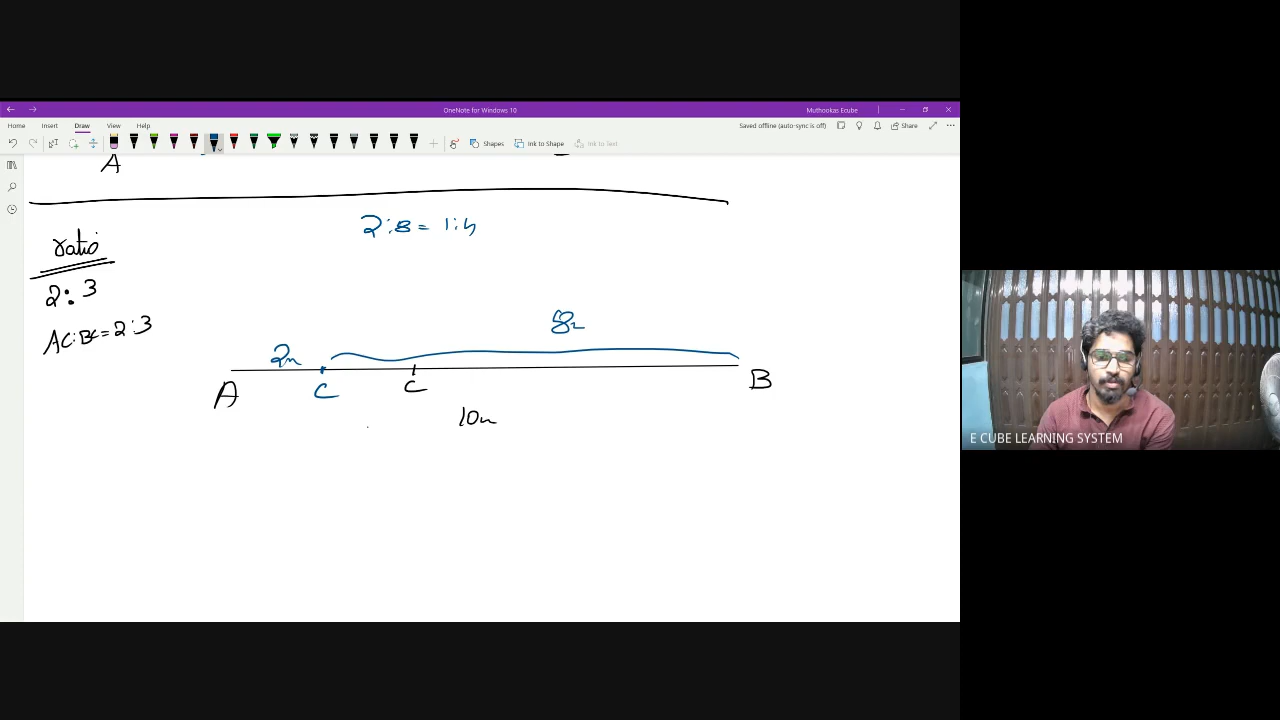 OneNote for Windows 10
Muthookas Ecube
Home Insert Draw View Help
Saved offline (auto-sync is off)
Share
Shapes
Ink to Shape
Ink to Text
A
2:8 = 1:4
ratio
2:3
AC:BC=2:3
2m
8m
A
C
C
B
10m
E CUBE LEARNING SYSTEM